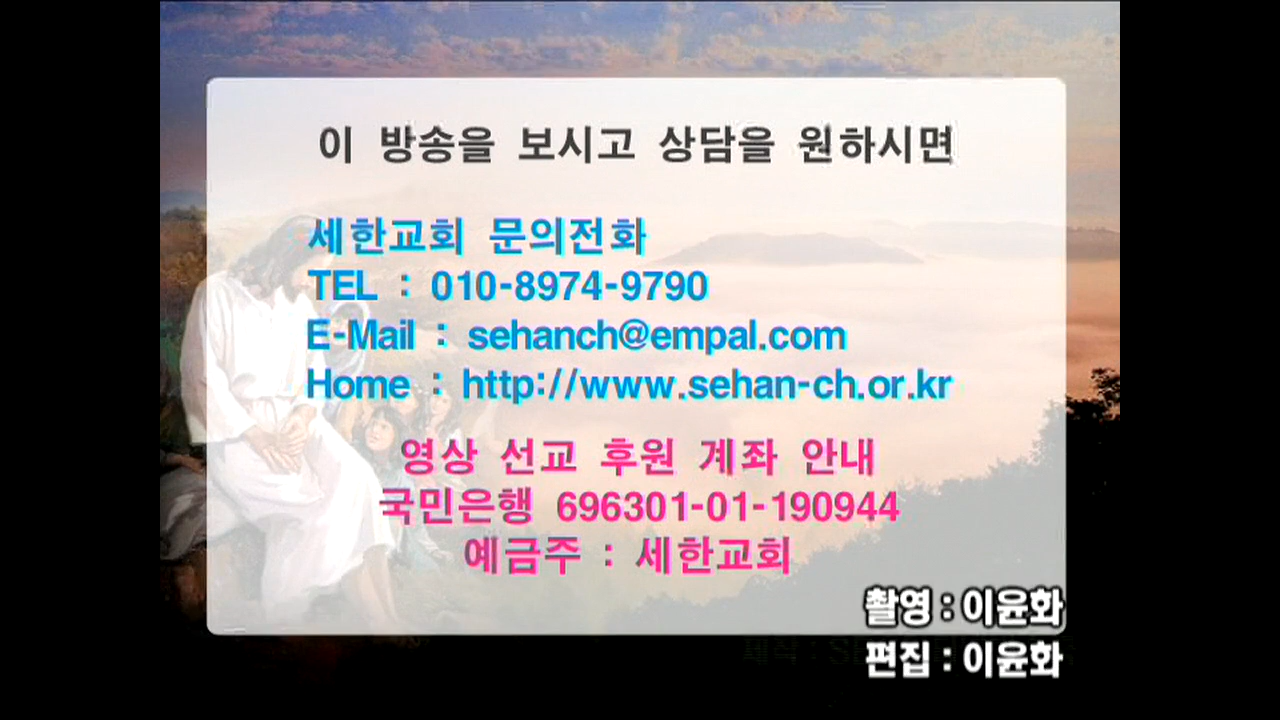 이 방송을 보시고 상담을 원하시면
세한교회 문의전화
TEL : 010-8974-9790
E-Mail : sehanch@empal.com
Home : http://www.sehan-ch.or.kr
영상 선교 후원 계좌 안내
국민은행 696301-01-190944
예금주 : 세한교회
촬영 : 이윤화
편집 : 이윤화